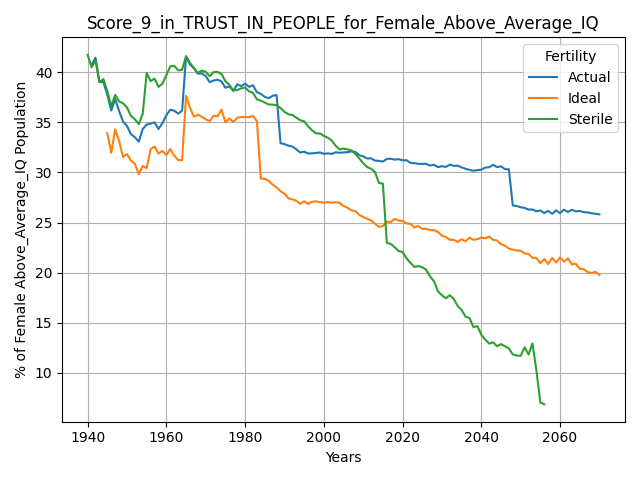 Score_9_in_TRUST_IN_PEOPLE_for_Female_Above_Average_IQ
% of Female Above_Average_IQ Population
40
35
30
25
20
15
10
Fertility
Actual
Ideal
Sterile
1940 1960 1980 2000 2020 2040 2060
Years